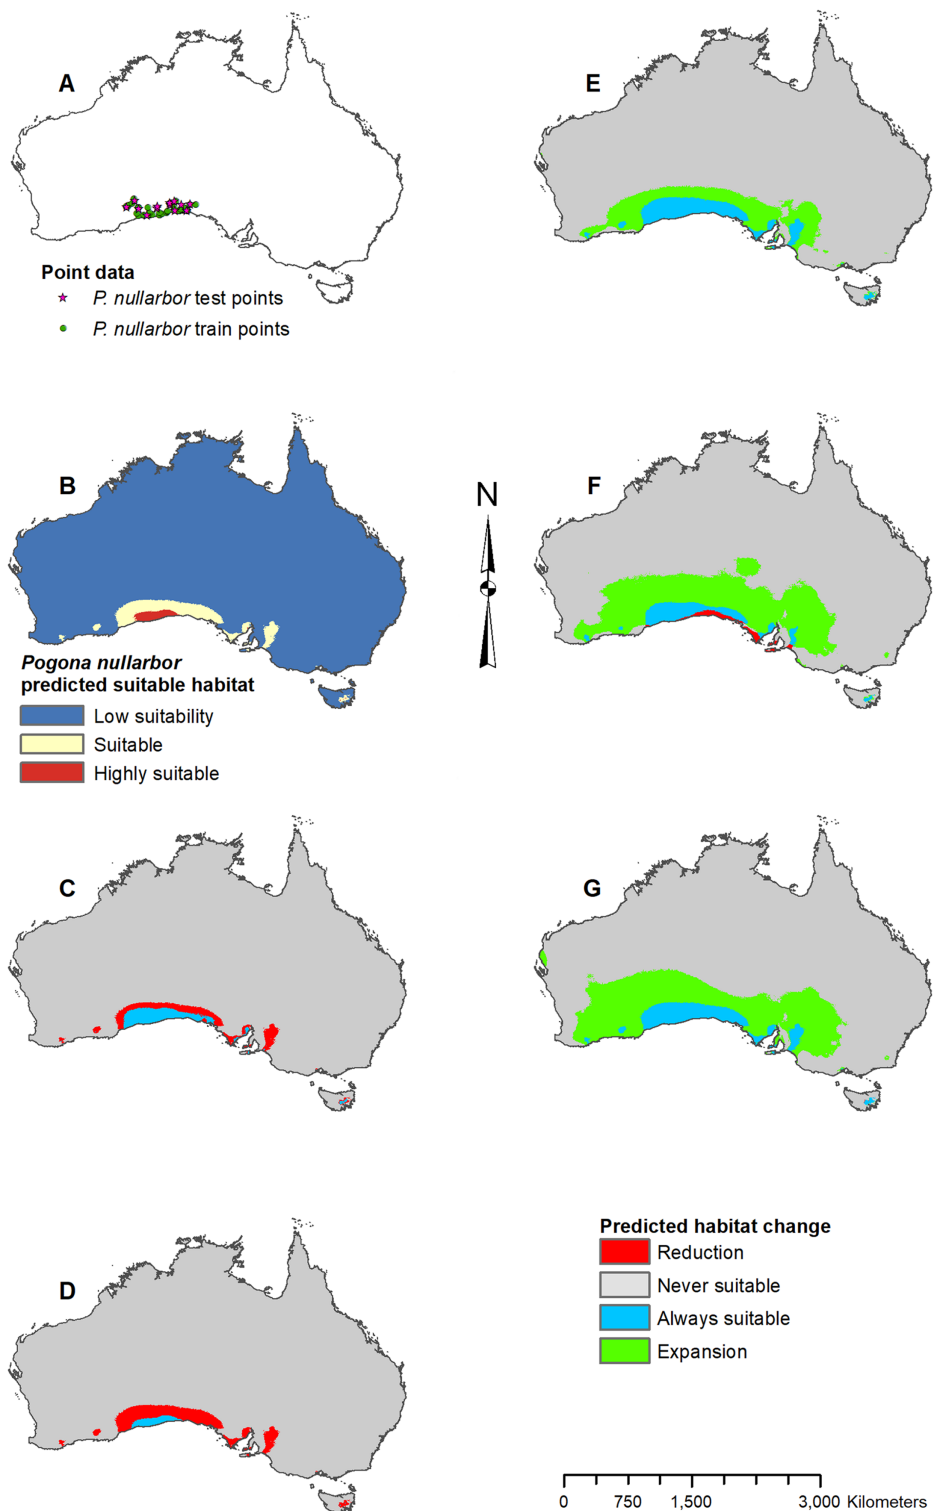 A
Point data
P. nullarbor test points
P. nullarbor train points
B
Pogona nullarbor
predicted suitable habitat
Low suitability
Suitable
Highly suitable
C
D
N
E
F
G
Predicted habitat change
Reduction
Never suitable
Always suitable
Expansion
0 750 1,500 3,000 Kilometers